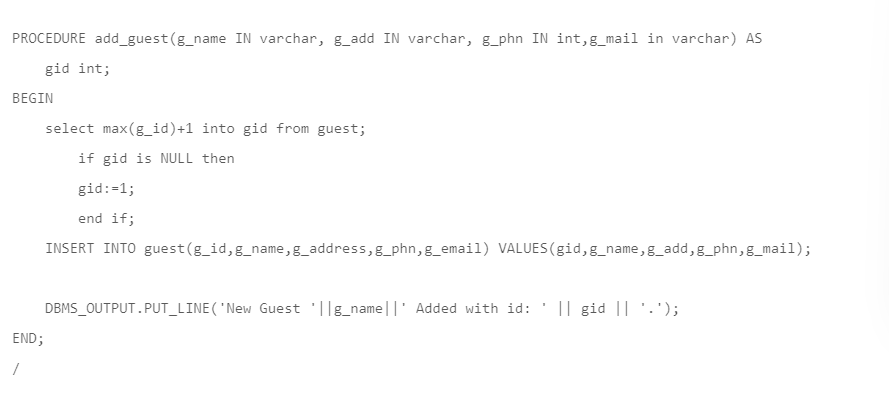 PROCEDURE add_guest(g_name IN varchar, g_add IN varchar, g_phn IN int,g_mail in varchar) AS
    gid int;
BEGIN
    select max(g_id)+1 into gid from guest;
        if gid is NULL then
        gid:=1;
        end if;
    INSERT INTO guest(g_id,g_name,g_address,g_phn,g_email) VALUES(gid,g_name,g_add,g_phn,g_mail);
    DBMS_OUTPUT.PUT_LINE('New Guest '||g_name||' Added with id: ' || gid || '.');
END;
/